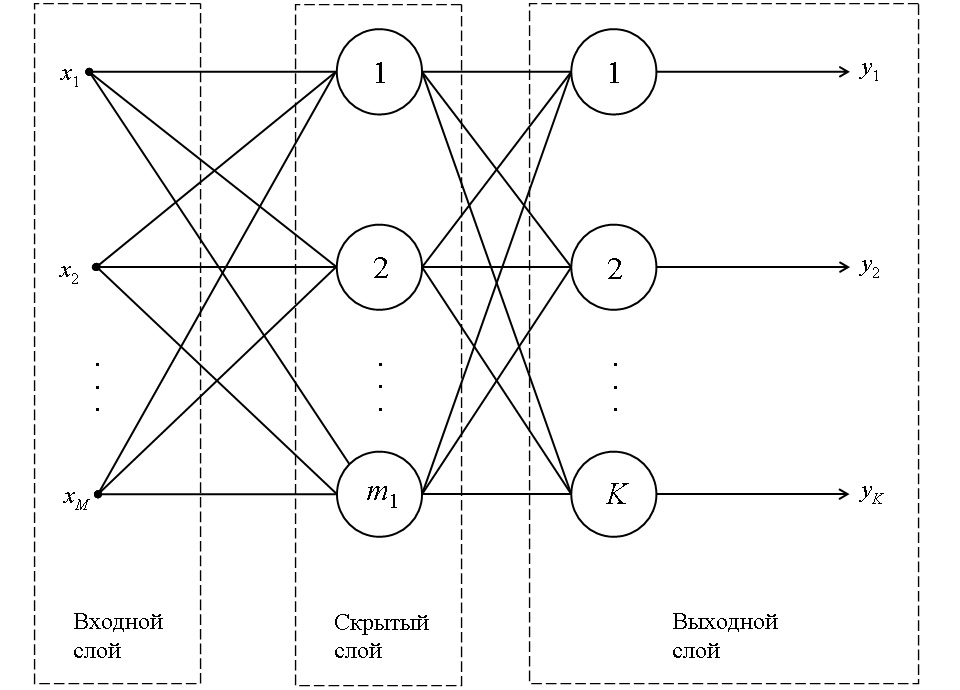 x1 1 1 y1
x2 2 2 y2
xM m1 K yK
Входной слой
Скрытый слой
Выходной слой